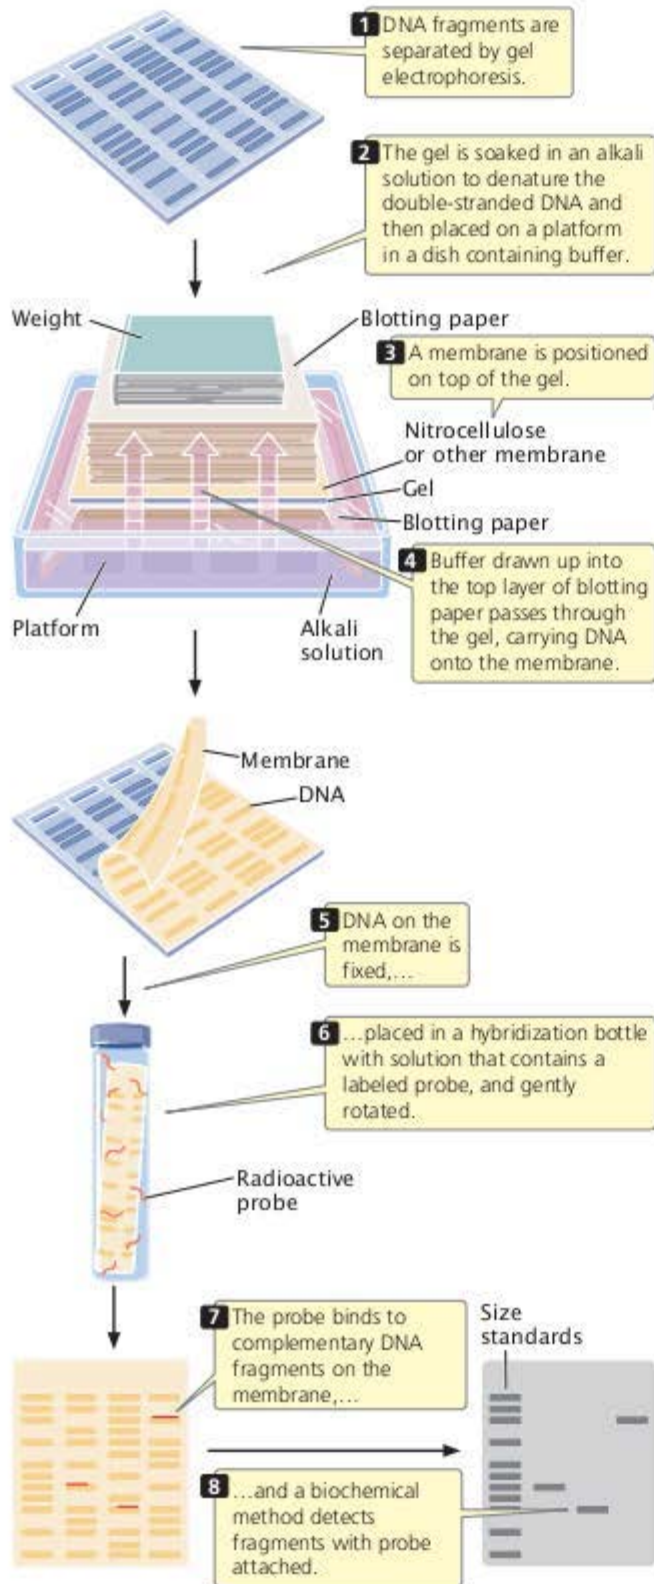 1 DNA fragments are
separated by gel
electrophoresis.
2 The gel is soaked in an alkali
solution to denature the
double-stranded DNA and
then placed on a platform
in a dish containing buffer.
Weight
Blotting paper
3 A membrane is positioned
on top of the gel.
Nitrocellulose
or other membrane
Gel
Blotting paper
4 Buffer drawn up into
the top layer of blotting
paper passes through
the gel, carrying DNA
onto the membrane.
Platform
Alkali
solution
Membrane
DNA
5 DNA on the
membrane is
fixed,…
6 …placed in a hybridization bottle
with solution that contains a
labeled probe, and gently
rotated.
Radioactive
probe
7 The probe binds to
complementary DNA
fragments on the
membrane,…
Size
standards
8 …and a biochemical
method detects
fragments with probe
attached.